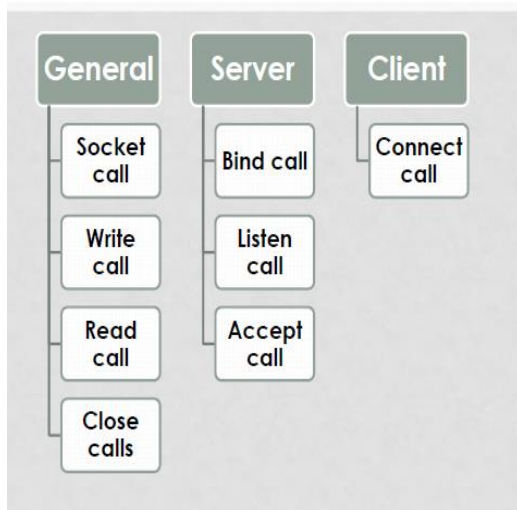 General
Socket
call
Write
call
Read
call
Close
calls
Server
Bind call
Listen
call
Accept
call
Client
Connect
call